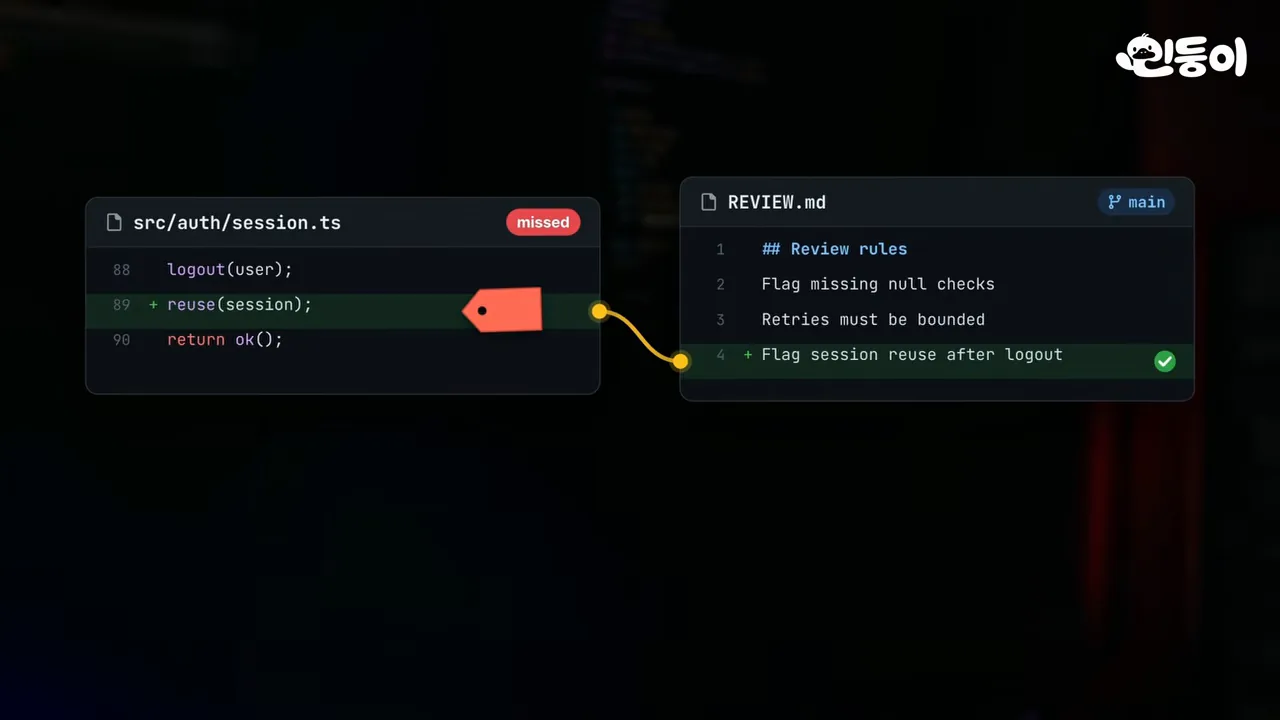 인둥이
src/auth/session.ts
missed
88 logout(user);
89 + reuse(session);
90 return ok();
REVIEW.md
main
1 ## Review rules
2 Flag missing null checks
3 Retries must be bounded
4 + Flag session reuse after logout